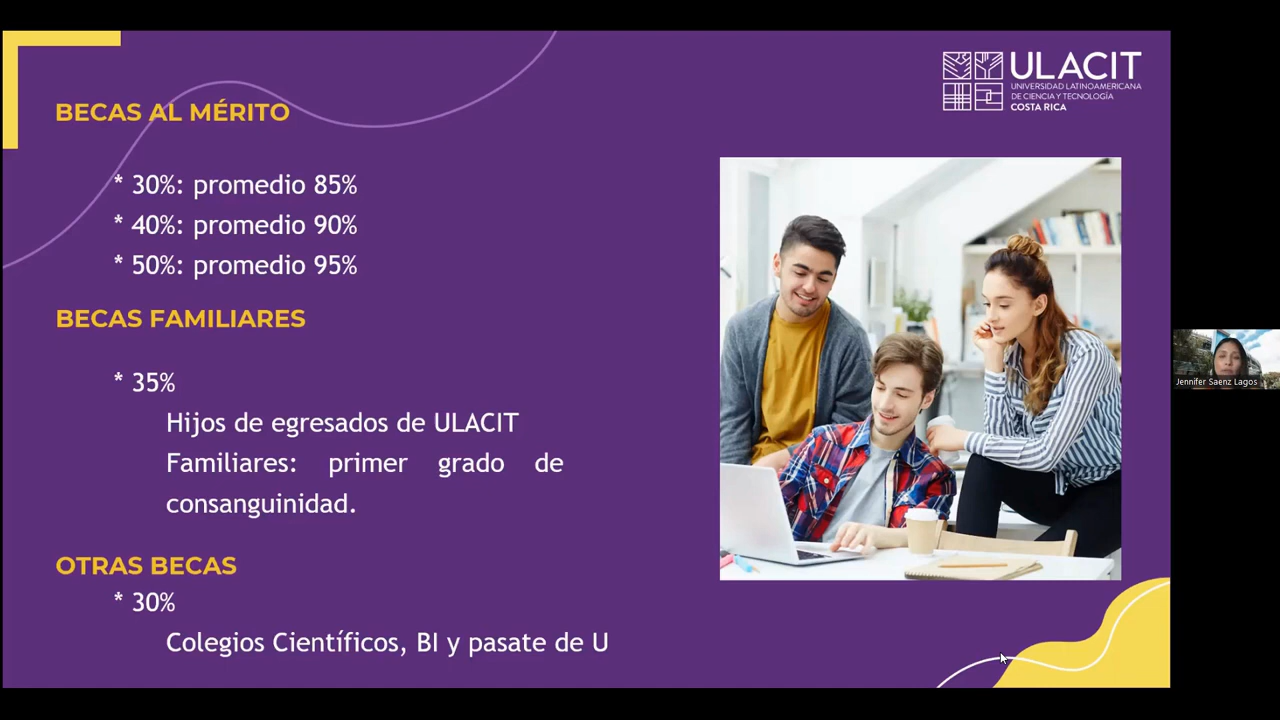 BECAS AL MÉRITO
* 30%: promedio 85%
* 40%: promedio 90%
* 50%: promedio 95%
BECAS FAMILIARES
* 35%
Hijos de egresados de ULACIT
Familiares: primer grado de
consanguinidad.
OTRAS BECAS
* 30%
Colegios Científicos, BI y pasate de U
ULACIT
UNIVERSIDAD LATINOAMERICANA
DE CIENCIA Y TECNOLOGÍA
COSTA RICA
Jennifer Saenz Lagos